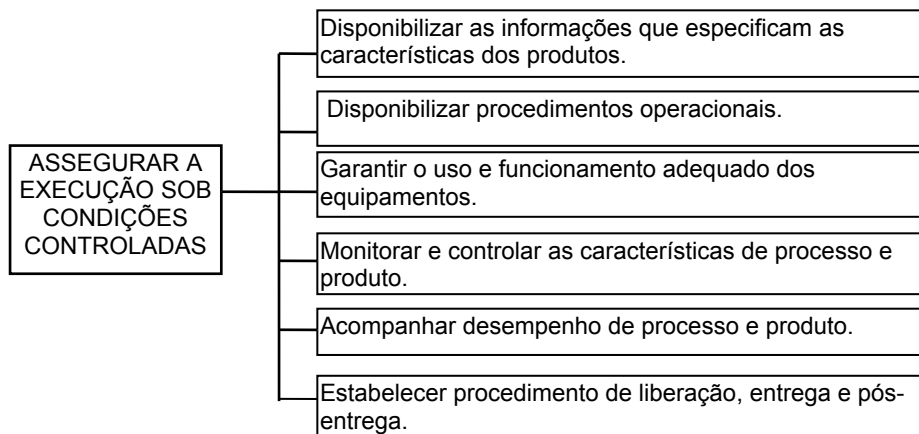 Disponibilizar as informações que especificam as
características dos produtos.
Disponibilizar procedimentos operacionais.
ASSEGURAR A
EXECUÇÃO SOB
CONDIÇÕES
CONTROLADAS
Garantir o uso e funcionamento adequado dos
equipamentos.
Monitorar e controlar as características de processo e
produto.
Acompanhar desempenho de processo e produto.
Estabelecer procedimento de liberação, entrega e pós-
entrega.